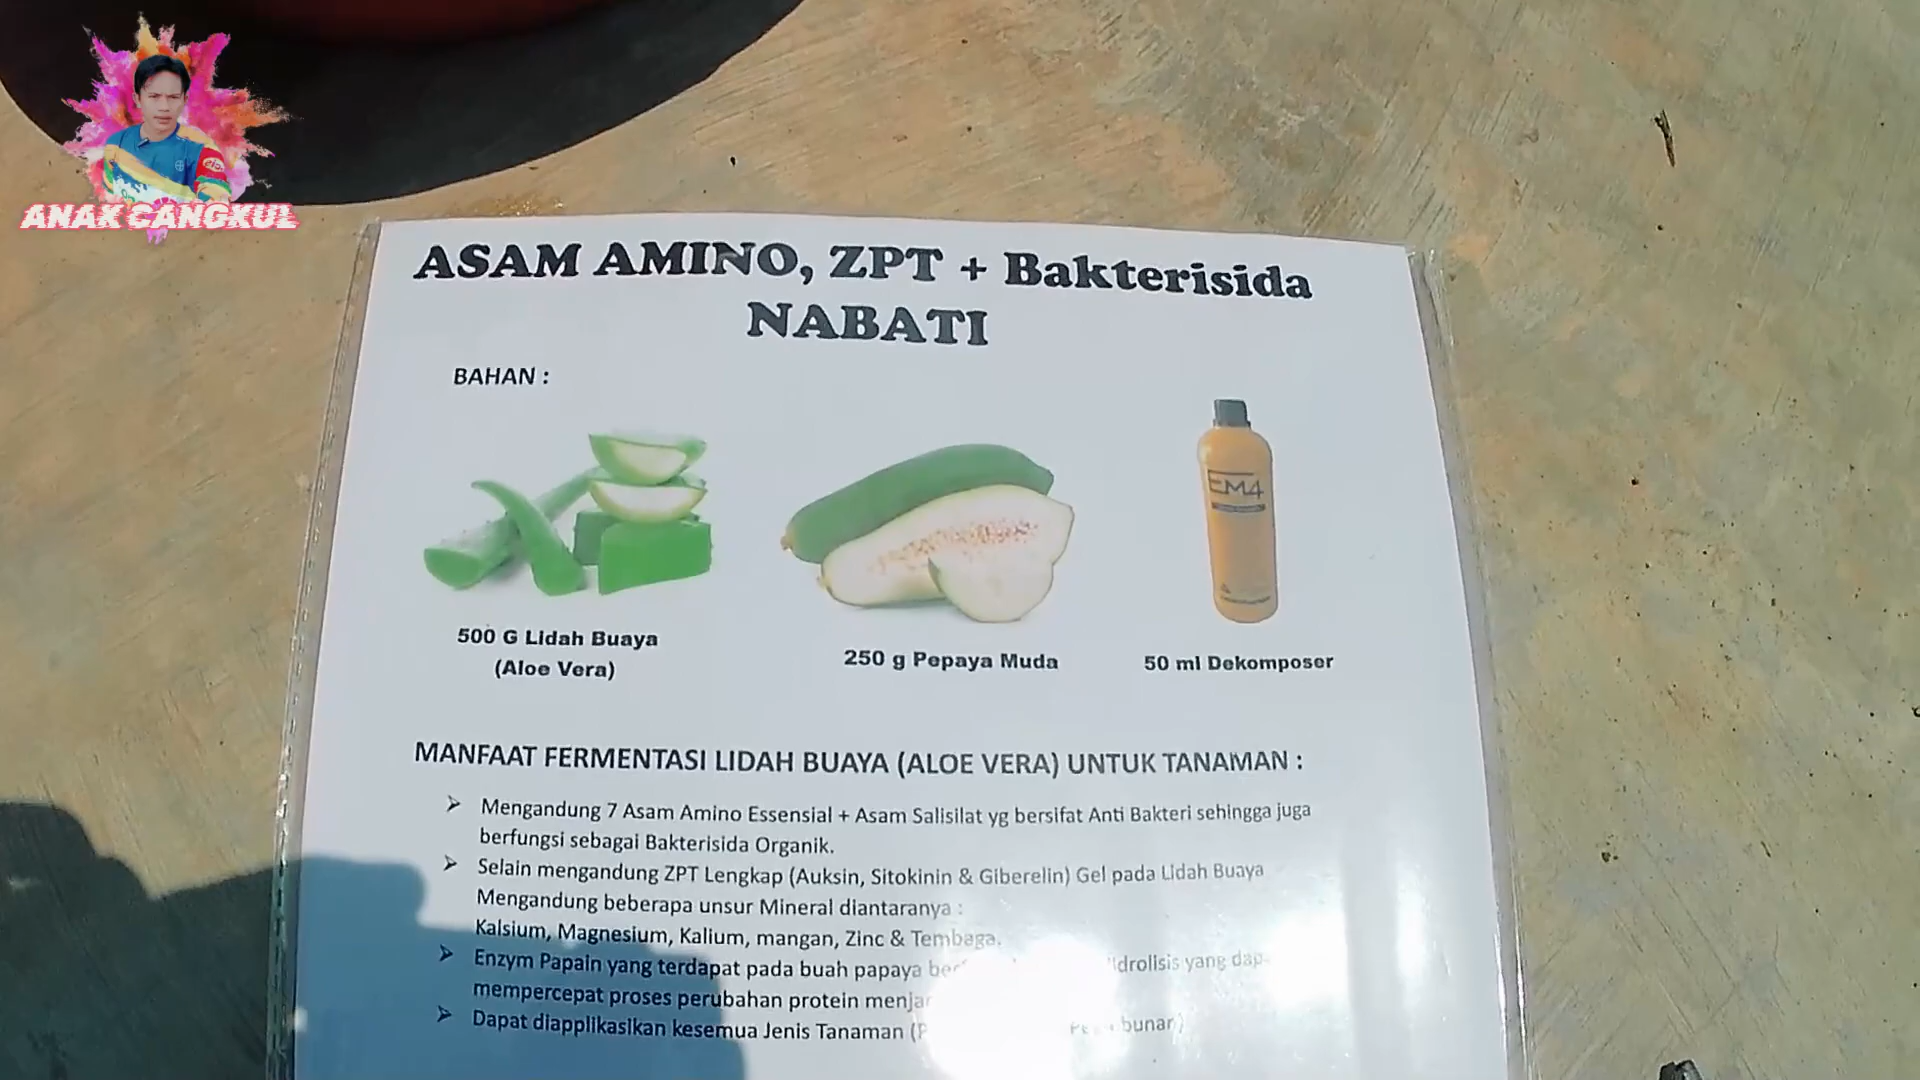 ANAK CANGKUL
ASAM AMINO, ZPT + Bakterisida
NABATI
BAHAN :
EM4
500 G Lidah Buaya
(Aloe Vera)
250 g Pepaya Muda
50 ml Dekomposer
MANFAAT FERMENTASI LIDAH BUAYA (ALOE VERA) UNTUK TANAMAN :
➤ Mengandung 7 Asam Amino Essensial + Asam Salisilat yg bersifat Anti Bakteri sehingga juga
berfungsi sebagai Bakterisida Organik.
➤ Selain mengandung ZPT Lengkap (Auksin, Sitokinin & Giberelin) Gel pada Lidah Buaya
Mengandung beberapa unsur Mineral diantaranya :
Kalsium, Magnesium, Kalium, mangan, Zinc & Tembaga.
➤ Enzym Papain yang terdapat pada buah papaya yang
mempercepat proses perubahan protein
➤ Dapat diapplikasikan kesemua Jenis Tanaman